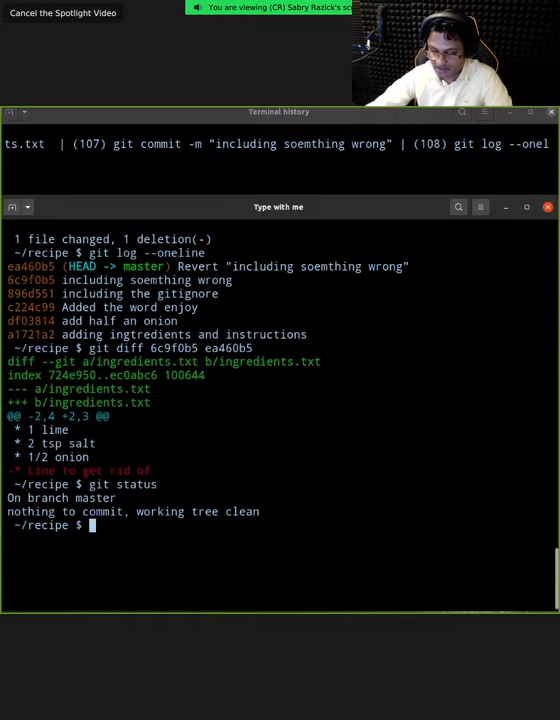 Cancel the Spotlight Video
You are viewing (CR) Sabry Razick's sc
Terminal history
ts.txt | (107) git commit -m "including soemthing wrong" | (108) git log --onel
Type with me
1 file changed, 1 deletion(-)
~/recipe $ git log --oneline
ea460b5 (HEAD -> master) Revert "including soemthing wrong"
6c9f0b5 including soemthing wrong
896d551 including the gitignore
c224c99 Added the word enjoy
df03814 add half an onion
a1721a2 adding ingtredients and instructions
~/recipe $ git diff 6c9f0b5 ea460b5
diff --git a/ingredients.txt b/ingredients.txt
index 724e950..ec0abc6 100644
--- a/ingredients.txt
+++ b/ingredients.txt
@@ -2,4 +2,3 @@
* 1 lime
* 2 tsp salt
* 1/2 onion
-* Line to get rid of
~/recipe $ git status
On branch master
nothing to commit, working tree clean
~/recipe $